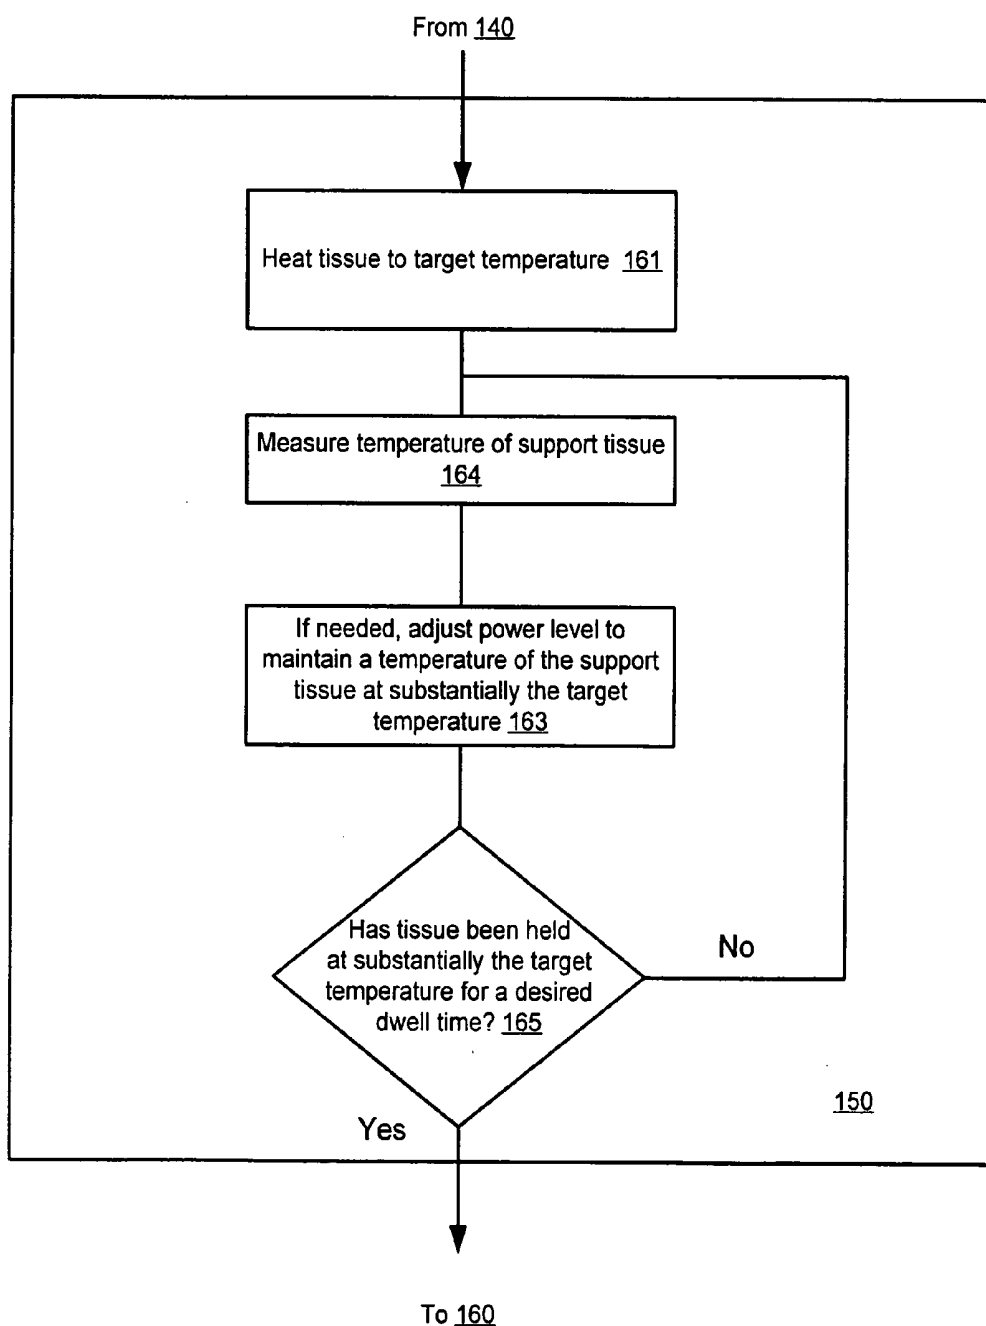 From 140
Heat tissue to target temperature 161
Measure temperature of support tissue
164
If needed, adjust power level to
maintain a temperature of the support
tissue at substantially the target
temperature 163
Has tissue been held
at substantially the target
temperature for a desired
dwell time? 165
No
150
Yes
To 160